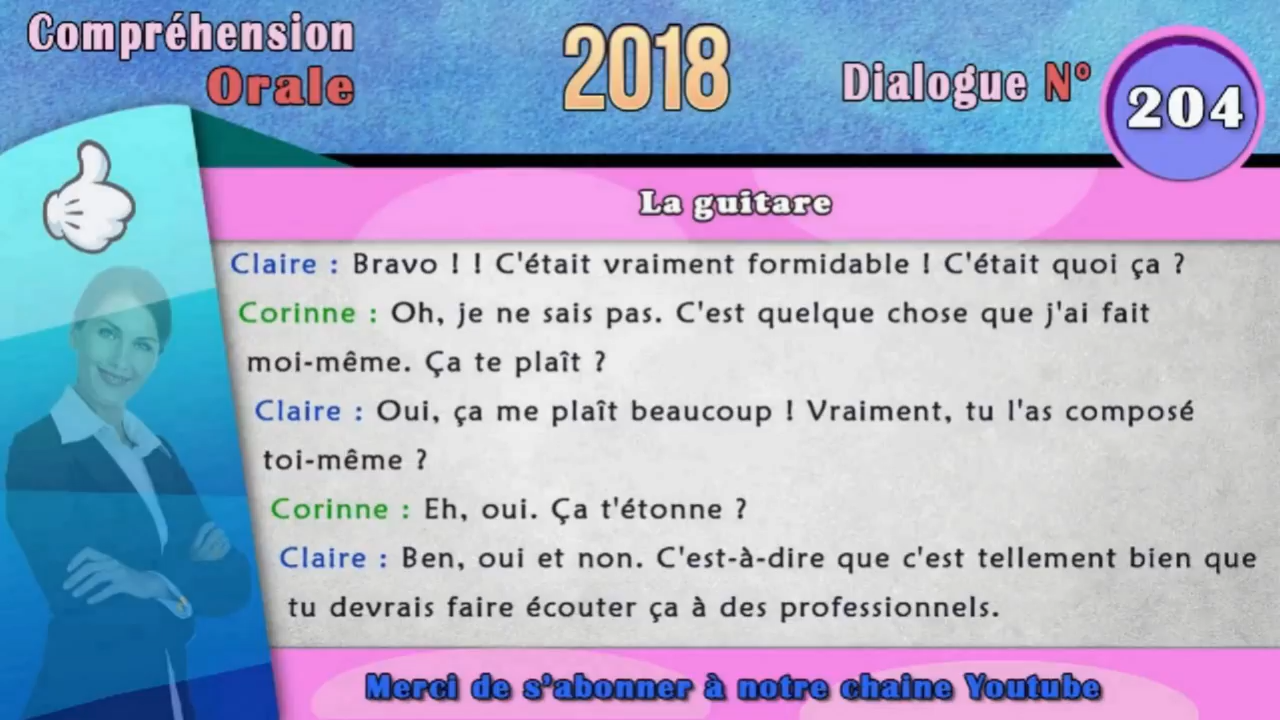 Compréhension
Orale
2018
Dialogue N°
204
La guitare
Claire : Bravo ! ! C'était vraiment formidable ! C'était quoi ça ?
Corinne : Oh, je ne sais pas. C'est quelque chose que j'ai fait
moi-même. Ça te plaît ?
Claire : Oui, ça me plaît beaucoup ! Vraiment, tu l'as composé
toi-même ?
Corinne : Eh, oui. Ça t'étonne ?
Claire : Ben, oui et non. C'est-à-dire que c'est tellement bien que
tu devrais faire écouter ça à des professionnels.
Merci de s'abonner à notre chaine Youtube